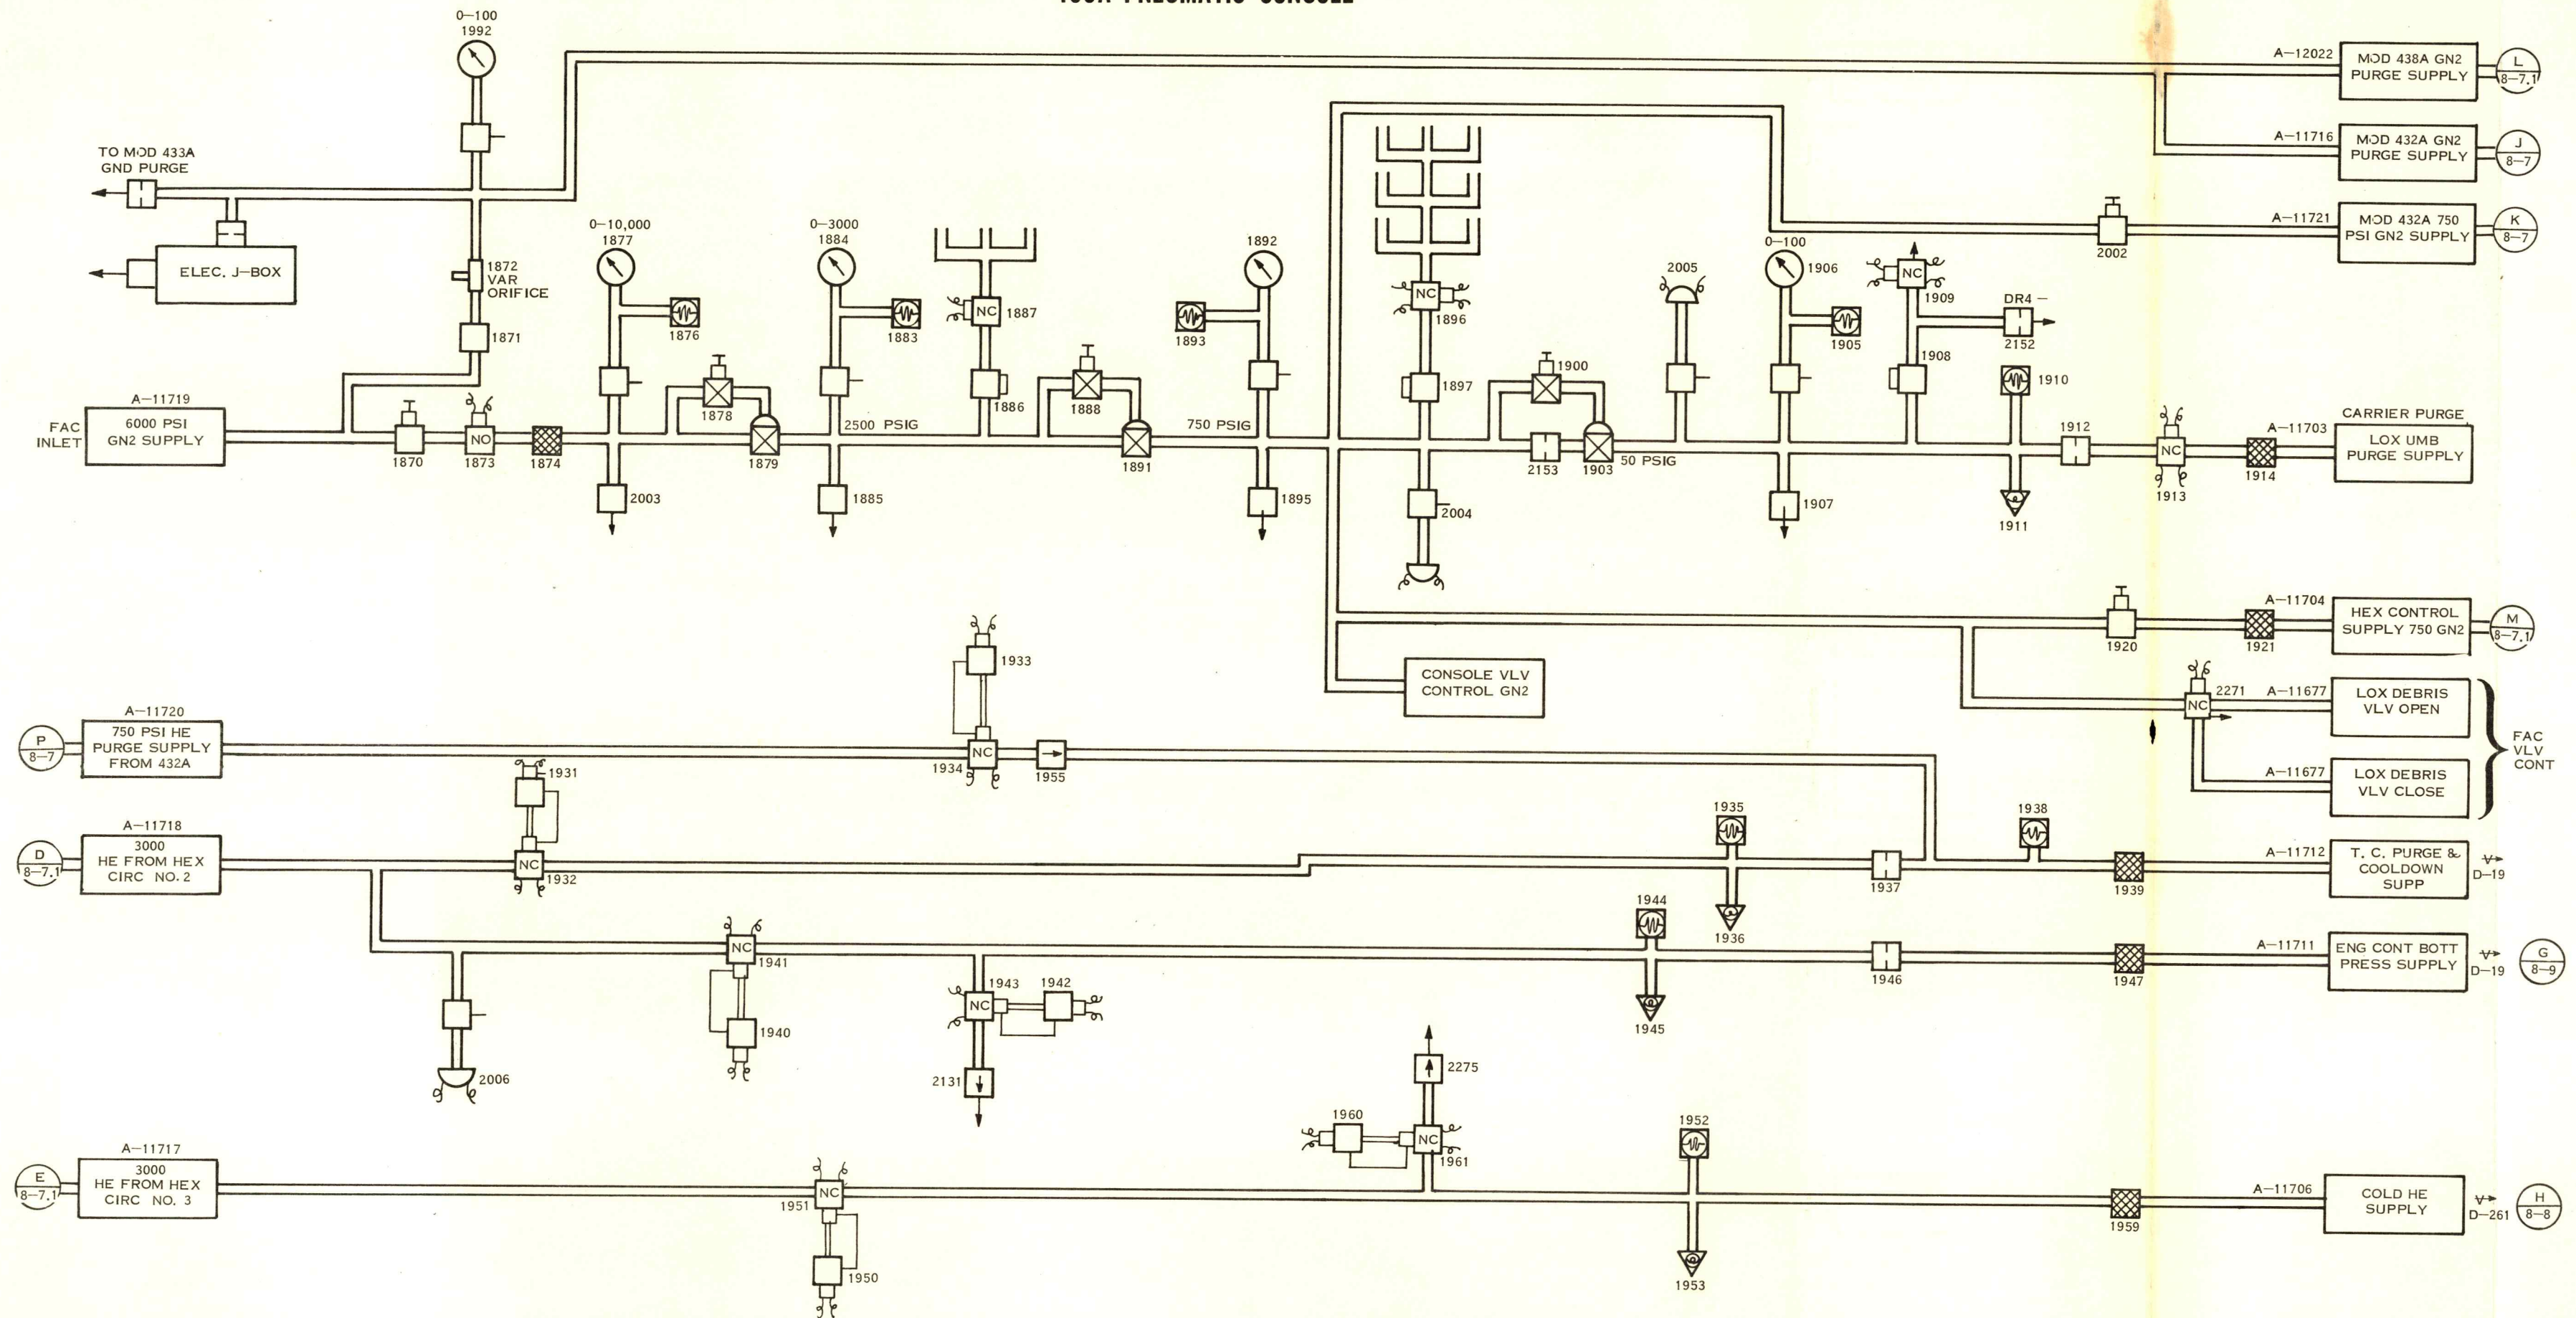 0-100
1992
A-12022
MOD 438A GN2
PURGE SUPPLY
L
8-7.1
TO MOD 433A
GND PURGE
A-11716
MOD 432A GN2
PURGE SUPPLY
J
8-7
ELEC. J-BOX
1872
VAR
ORIFICE
1871
0-10,000
1877
1876
0-3000
1884
1883
1887
1886
1892
1893
1896
1897
2005
0-100
1906
1905
1909
DR4 -
2152
1908
1910
2002
A-11721
MOD 432A 750
PSI GN2 SUPPLY
K
8-7
NC
NC
NC
1878
1888
1900
FAC
INLET
A-11719
6000 PSI
GN2 SUPPLY
1870
NO
1873
1874
1879
2500 PSIG
1891
750 PSIG
2153
1903
50 PSIG
1912
NC
1913
1914
CARRIER PURGE
A-11703
LOX UMB
PURGE SUPPLY
2003
1885
1895
2004
1907
1911
A-11704
HEX CONTROL
SUPPLY 750 GN2
M
8-7.1
1920
1921
1933
CONSOLE VLV
CONTROL GN2
NC
2271
A-11677
LOX DEBRIS
VLV OPEN
A-11677
LOX DEBRIS
VLV CLOSE
FAC
VLV
CONT
P
8-7
A-11720
750 PSI HE
PURGE SUPPLY
FROM 432A
NC
1934
1955
1931
D
8-7.1
A-11718
3000
HE FROM HEX
CIRC NO. 2
NC
1932
1935
1936
1937
1938
1939
A-11712
T. C. PURGE &
COOLDOWN
SUPP
D-19
NC
1941
1940
NC
1943
1942
2131
2006
1944
1945
1946
1947
A-11711
ENG CONT BOTT
PRESS SUPPLY
D-19
G
8-9
2275
1960
NC
1961
E
8-7.1
A-11717
3000
HE FROM HEX
CIRC NO. 3
NC
1951
1950
1952
1953
1959
A-11706
COLD HE
SUPPLY
D-261
H
8-8